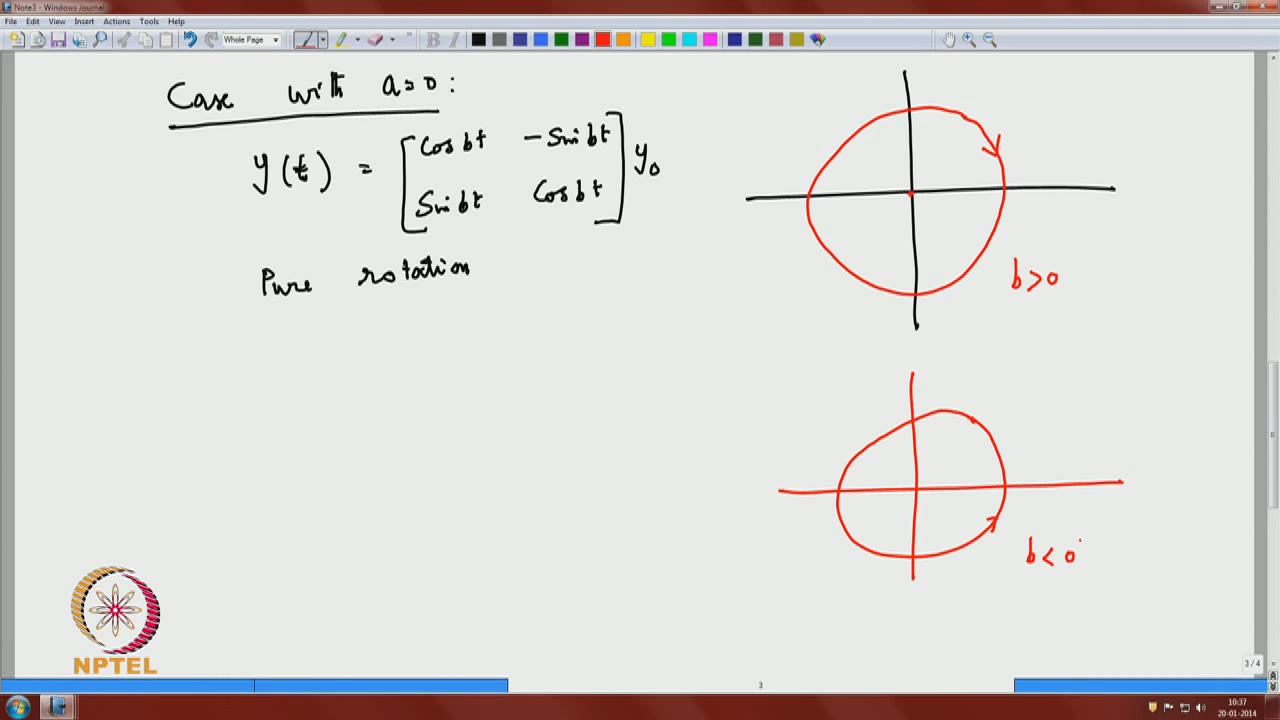 Note3 - Windows Journal
File Edit View Insert Actions Tools Help
Whole Page
Case with a=0:
y(t) = [Cos bt -Sin bt
Sin bt Cos bt] y₀
Pure rotation
b>0
b<0
NPTEL
3/4
3
10:37
20-01-2014